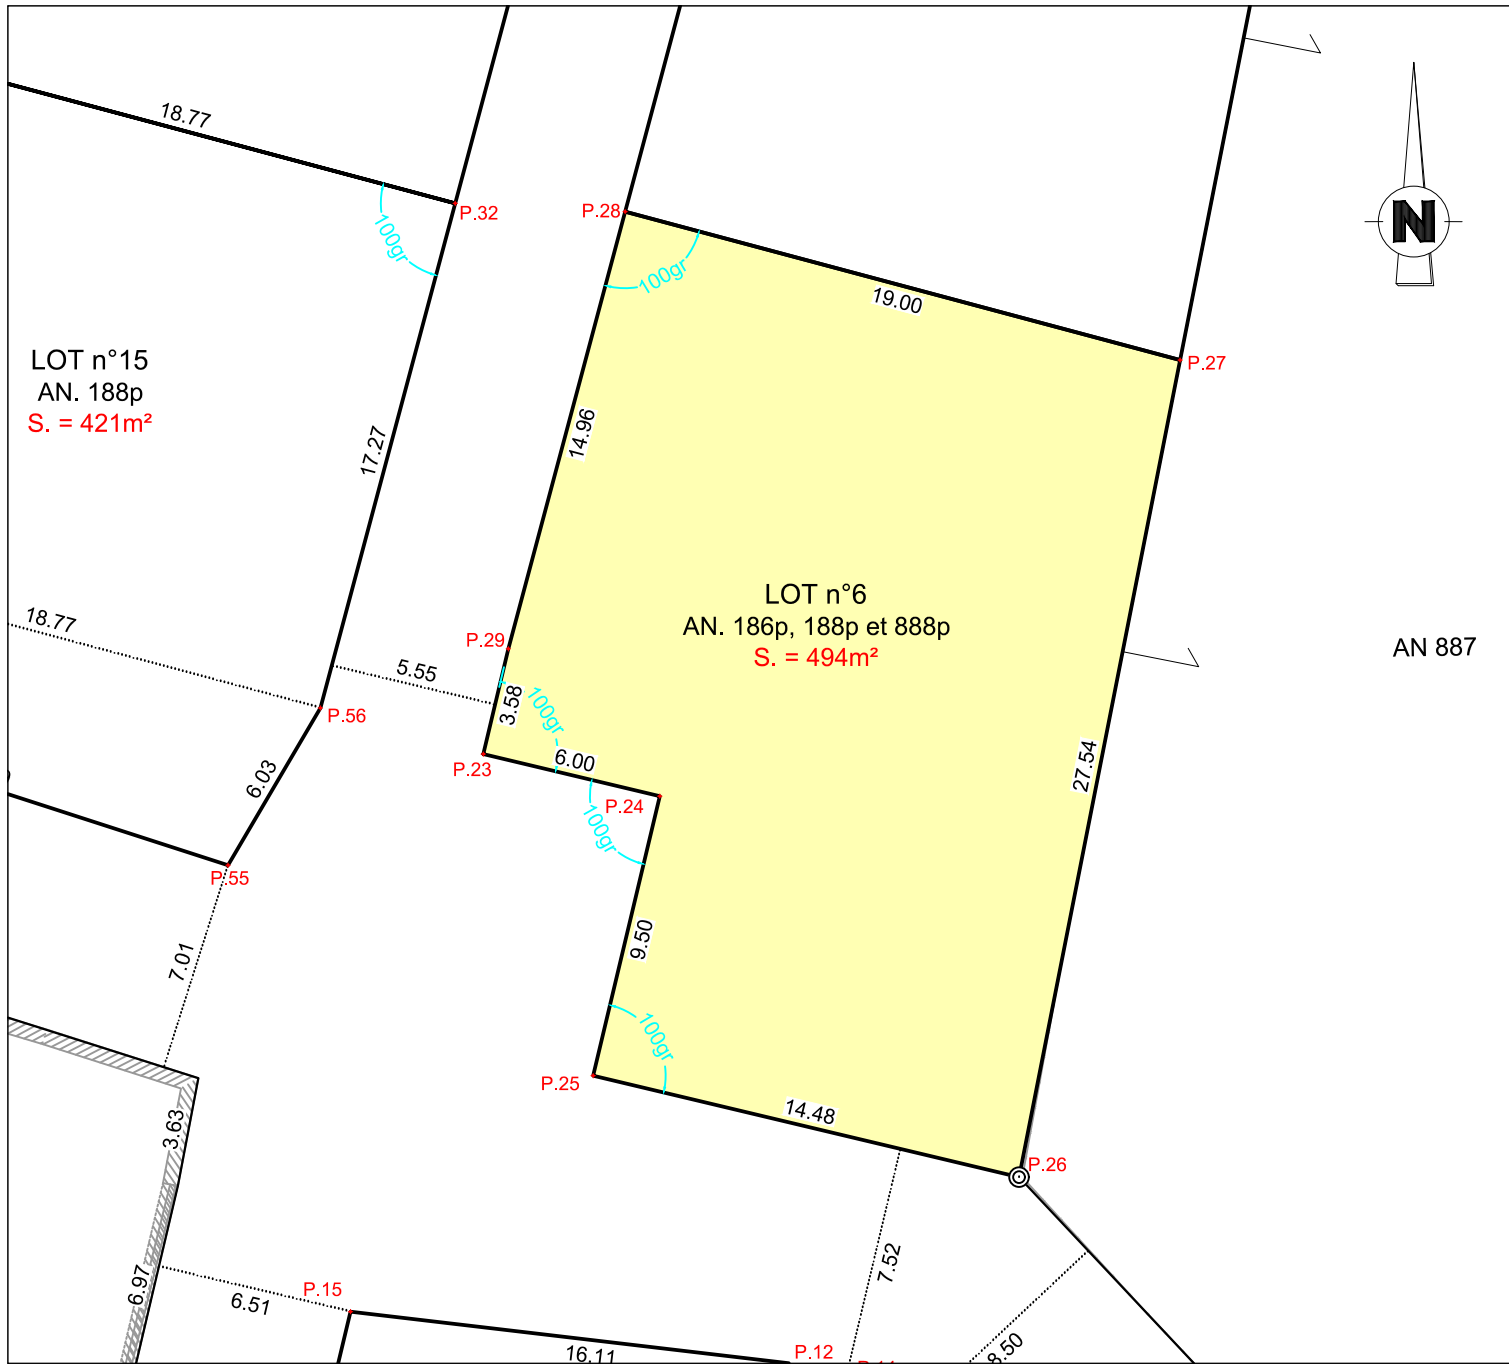 18.77
P.32
100gr
P.28
100gr
19.00
P.27
N
LOT n°15
AN. 188p
S. = 421m²
17.27
14.96
LOT n°6
AN. 186p, 188p et 888p
S. = 494m²
AN 887
18.77
P.29
5.55
3.58
100gr
P.56
P.23
6.00
6.03
P.24
100gr
27.54
P.55
7.01
9.50
100gr
P.25
14.48
3.63
P.26
7.52
6.97
6.51
P.15
16.11
P.12
8.50